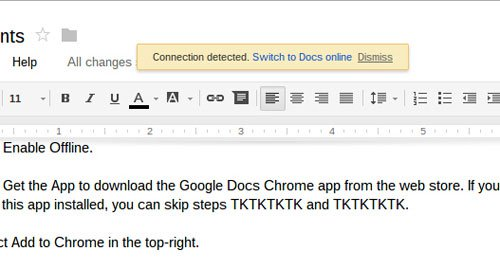 nts
Connection detected. Switch to Docs online Dismiss
Help All changes
11 B I U A A
1 2 3 4 5
Enable Offline.
Get the App to download the Google Docs Chrome app from the web store. If you
this app installed, you can skip steps TKTKTKTK and TKTKTKTK.
ct Add to Chrome in the top-right.